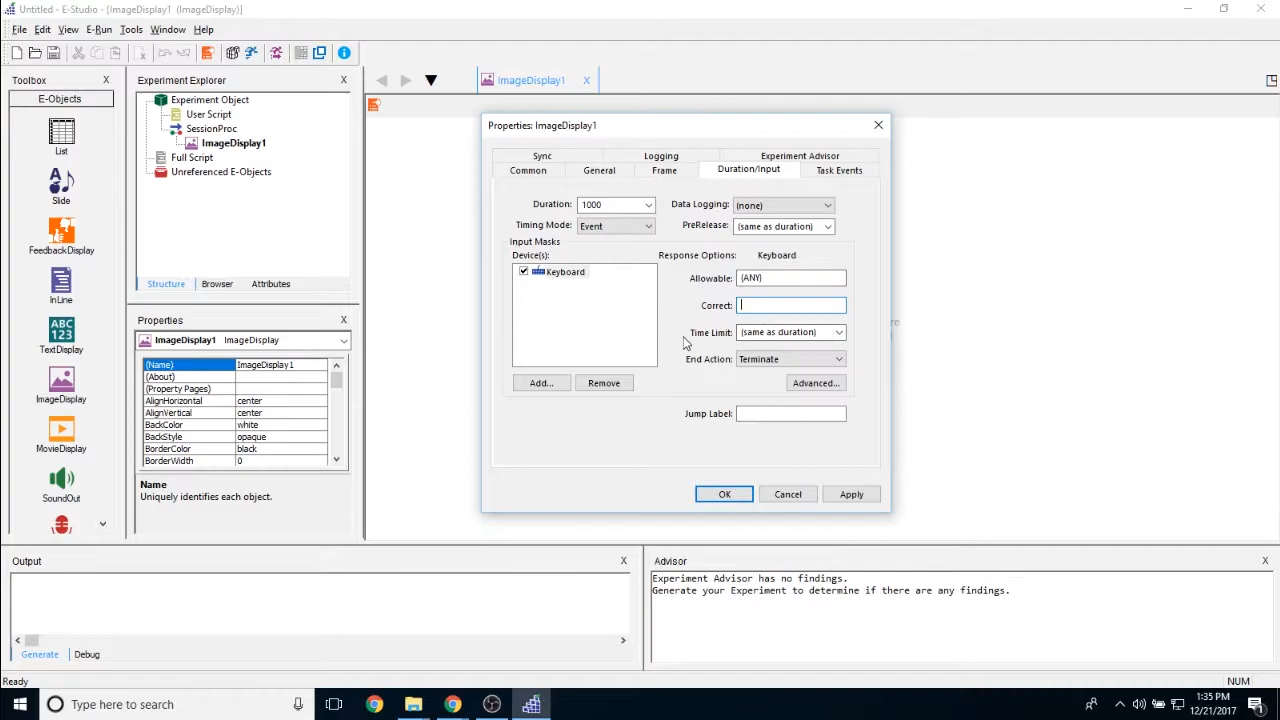 Untitled - E-Studio - [ImageDisplay1 (ImageDisplay)]
File Edit View E-Run Tools Window Help
Toolbox
E-Objects
List
Slide
FeedbackDisplay
InLine
ABC
123
TextDisplay
ImageDisplay
MovieDisplay
SoundOut
Experiment Explorer
Experiment Object
User Script
SessionProc
ImageDisplay1
Full Script
Unreferenced E-Objects
Structure Browser Attributes
Properties
ImageDisplay1 ImageDisplay
(Name) ImageDisplay1
(About)
(Property Pages)
AlignHorizontal center
AlignVertical center
BackColor white
BackStyle opaque
BorderColor black
BorderWidth 0
Name
Uniquely identifies each object.
ImageDisplay1
Properties: ImageDisplay1
Sync Logging Experiment Advisor
Common General Frame Duration/Input Task Events
Duration: 1000 Data Logging: (none)
Timing Mode: Event PreRelease: (same as duration)
Input Masks
Device(s): Response Options: Keyboard
Keyboard
Allowable: {ANY}
Correct:
Time Limit: (same as duration)
End Action: Terminate
Add... Remove Advanced...
Jump Label:
OK Cancel Apply
Output
Generate Debug
Advisor
Experiment Advisor has no findings.
Generate your Experiment to determine if there are any findings.
Ready NUM
Type here to search
1:35 PM
12/21/2017